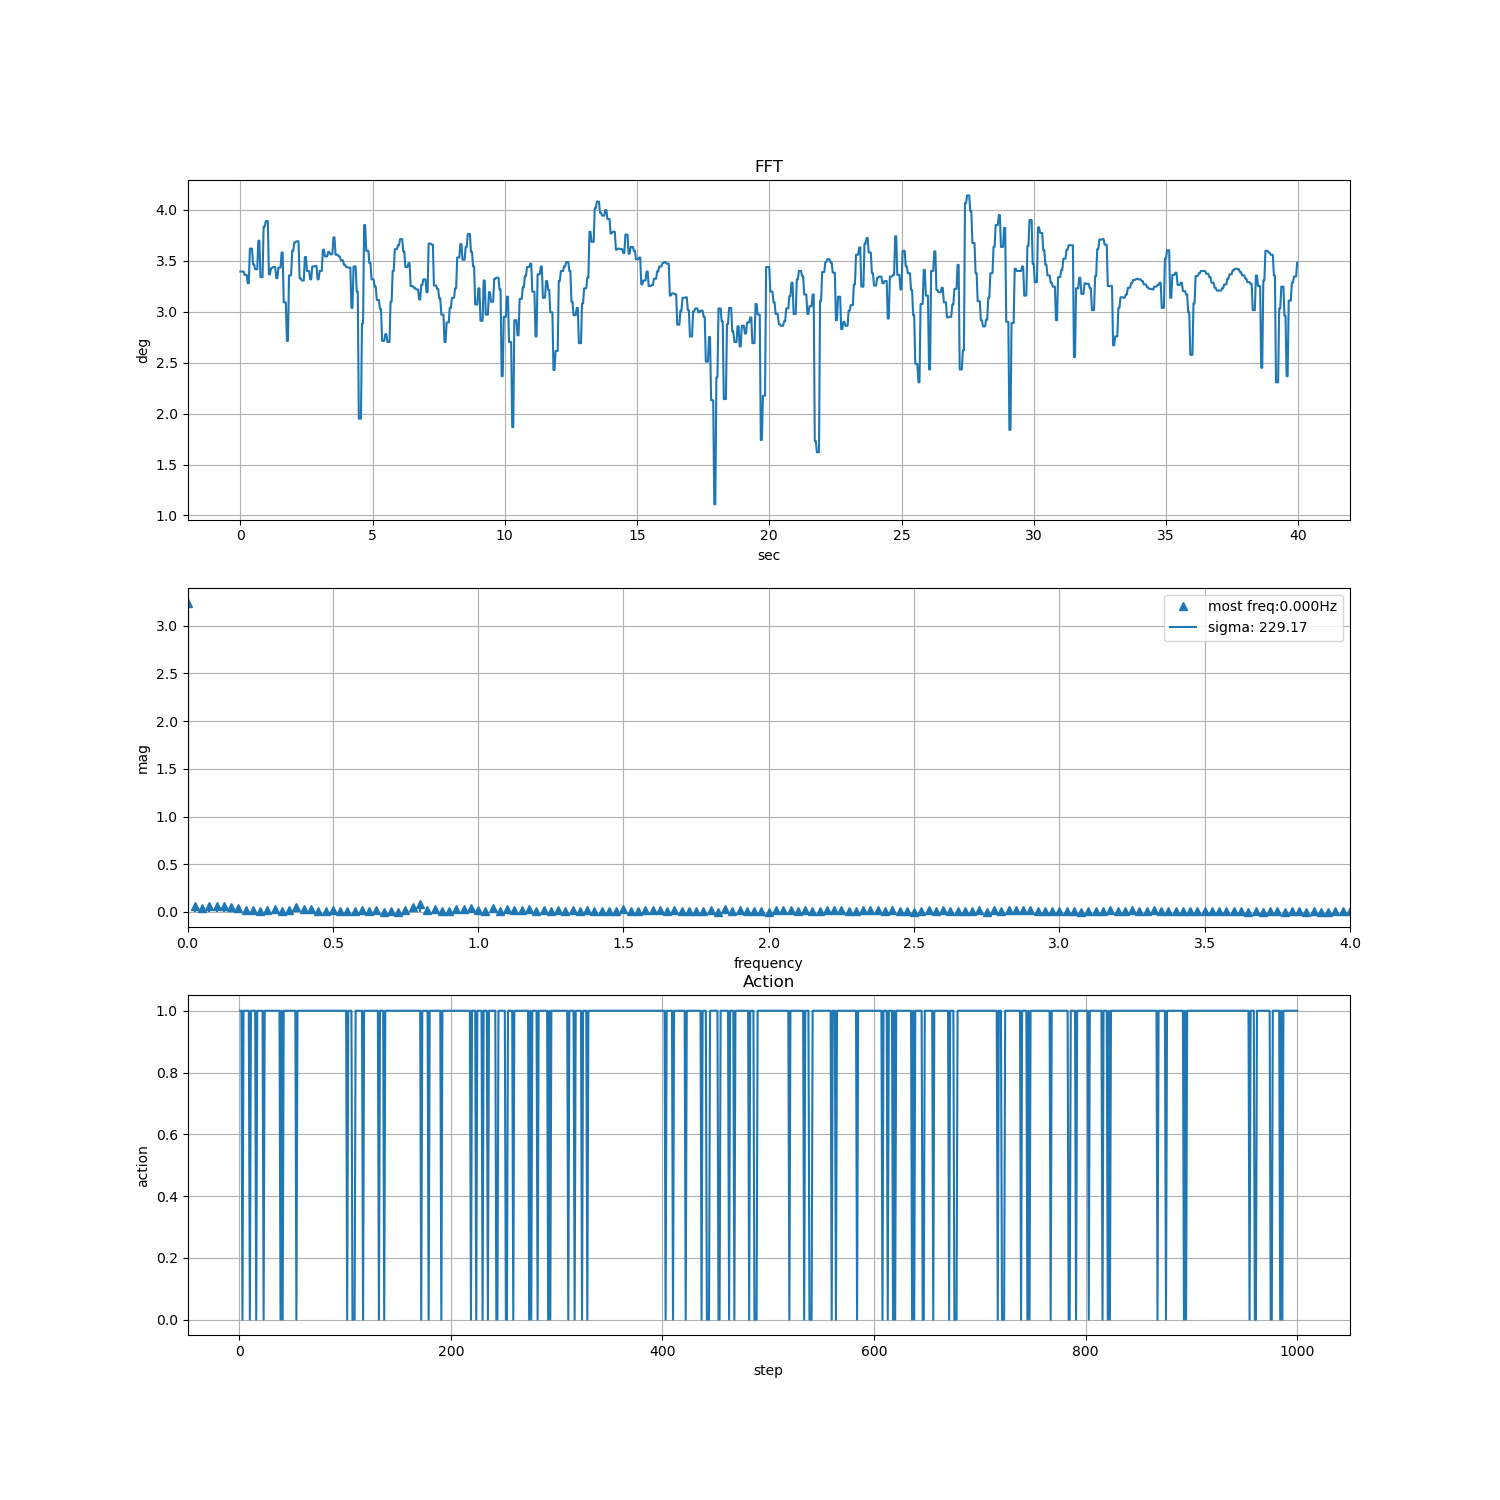 FFT
4.0
3.5
3.0
2.5
2.0
1.5
1.0
deg
0 5 10 15 20 25 30 35 40
sec
most freq:0.000Hz
sigma: 229.17
3.0
2.5
2.0
1.5
1.0
0.5
0.0
mag
0.0 0.5 1.0 1.5 2.0 2.5 3.0 3.5 4.0
frequency
Action
1.0
0.8
0.6
0.4
0.2
0.0
action
0 200 400 600 800 1000
step